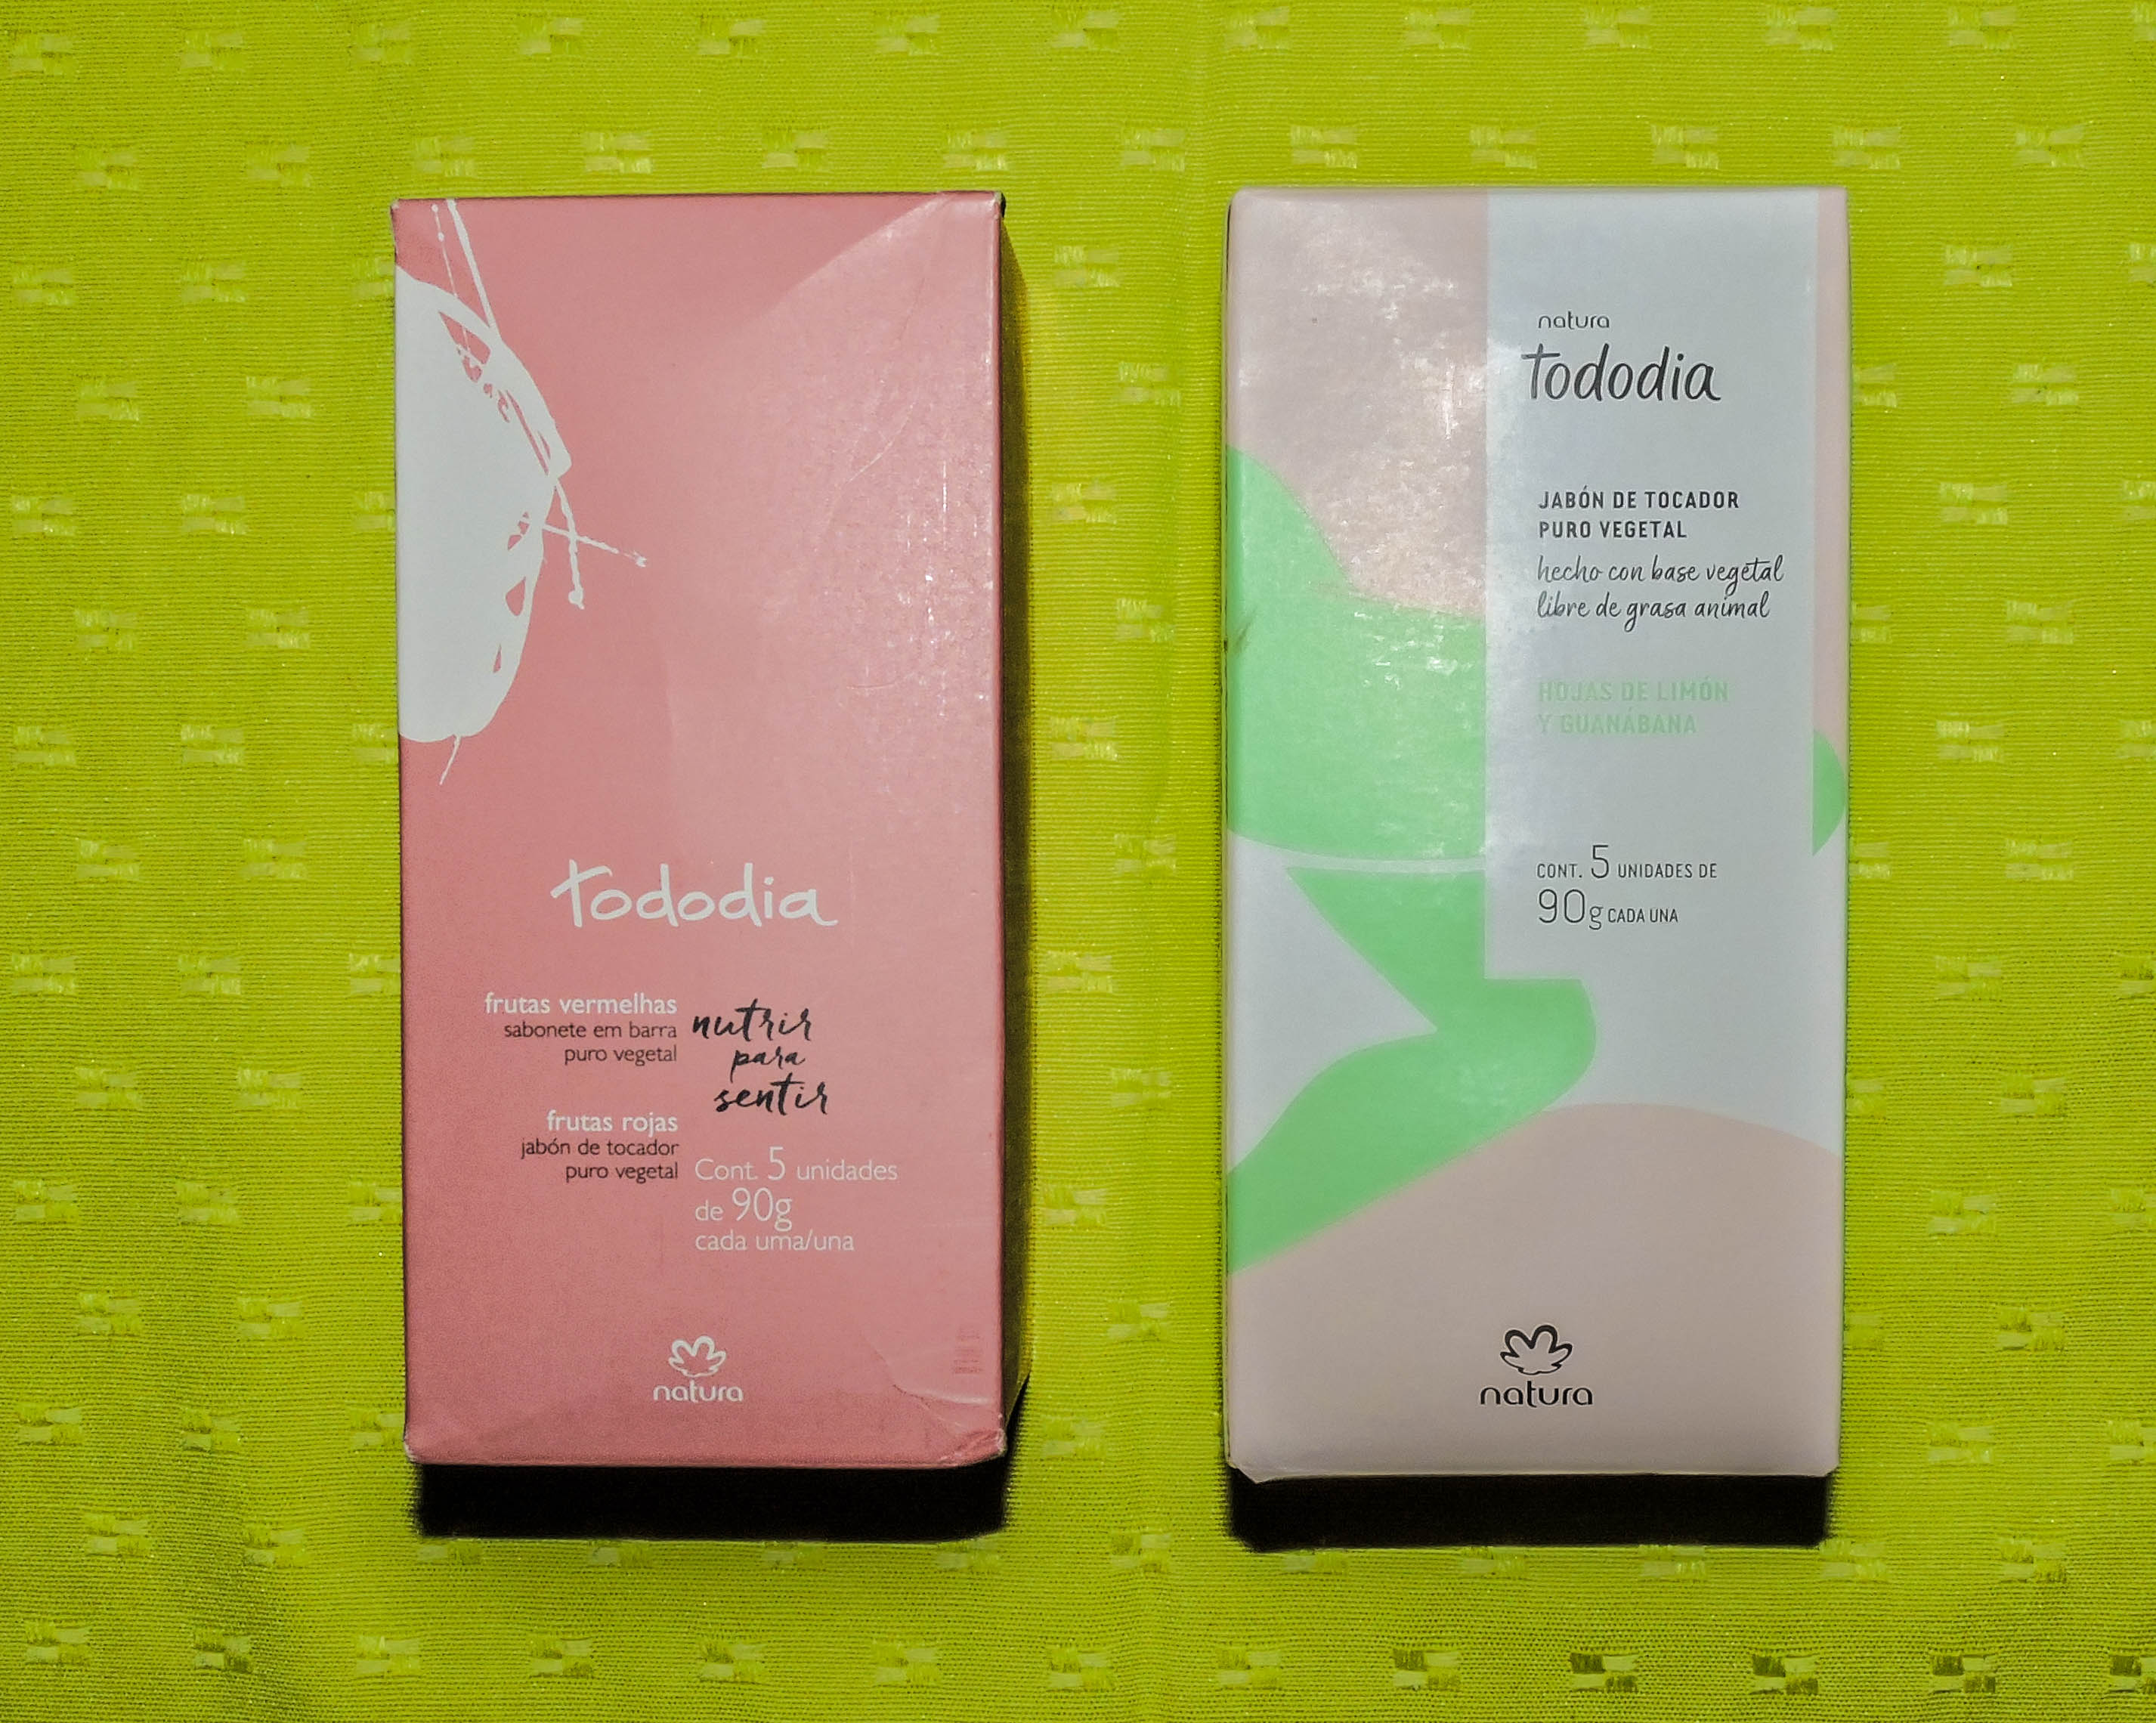 tododia
frutas vermelhas
sabonete em barra
puro vegetal
frutas rojas
jabón de tocador
puro vegetal
nutrir
para
sentir
Cont. 5 unidades
de 90g
cada uma/una
natura
natura
tododia
JABÓN DE TOCADOR
PURO VEGETAL
hecho con base vegetal
libre de grasa animal
HOJAS DE LIMÓN
Y GUANÁBANA
CONT. 5 UNIDADES DE
90g CADA UNA
natura